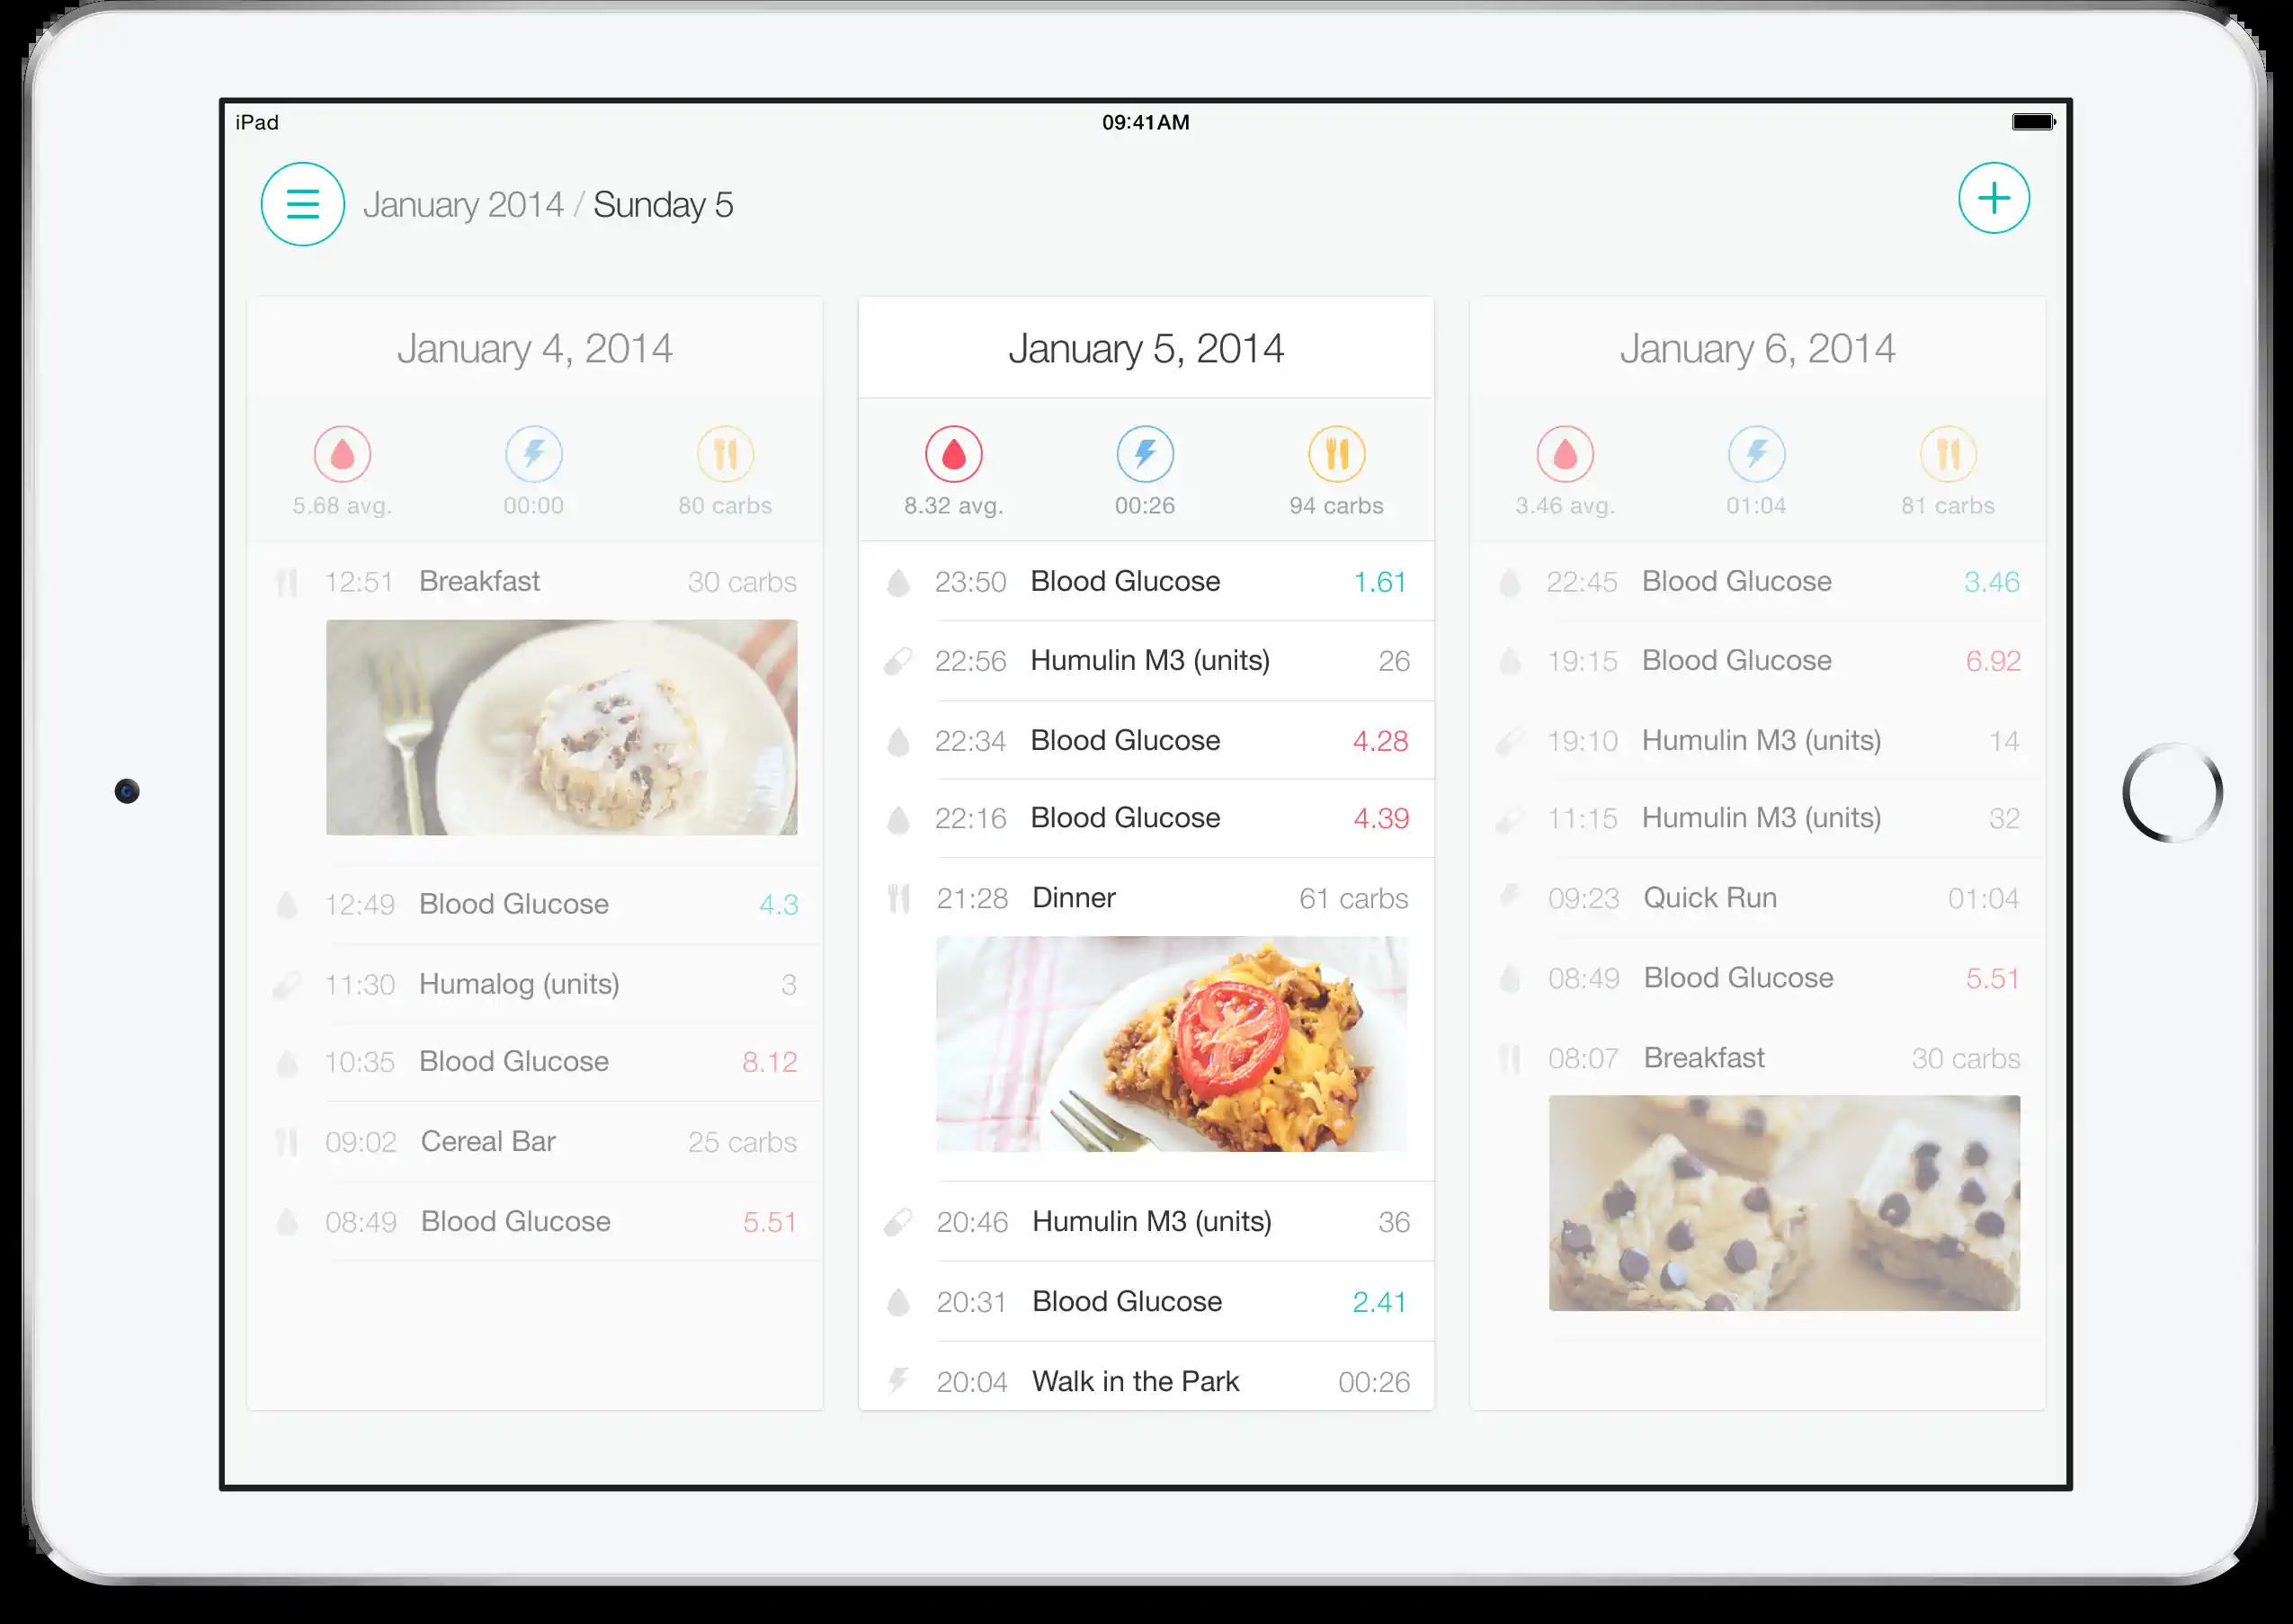 iPad
09:41AM
January 2014 / Sunday 5
January 4, 2014
5.68 avg.
00:00
80 carbs
12:51 Breakfast 30 carbs
12:49 Blood Glucose 4.3
11:30 Humalog (units) 3
10:35 Blood Glucose 8.12
09:02 Cereal Bar 25 carbs
08:49 Blood Glucose 5.51
January 5, 2014
8.32 avg.
00:26
94 carbs
23:50 Blood Glucose 1.61
22:56 Humulin M3 (units) 26
22:34 Blood Glucose 4.28
22:16 Blood Glucose 4.39
21:28 Dinner 61 carbs
20:46 Humulin M3 (units) 36
20:31 Blood Glucose 2.41
20:04 Walk in the Park 00:26
January 6, 2014
3.46 avg.
01:04
81 carbs
22:45 Blood Glucose 3.46
19:15 Blood Glucose 6.92
19:10 Humulin M3 (units) 14
11:15 Humulin M3 (units) 32
09:23 Quick Run 01:04
08:49 Blood Glucose 5.51
08:07 Breakfast 30 carbs